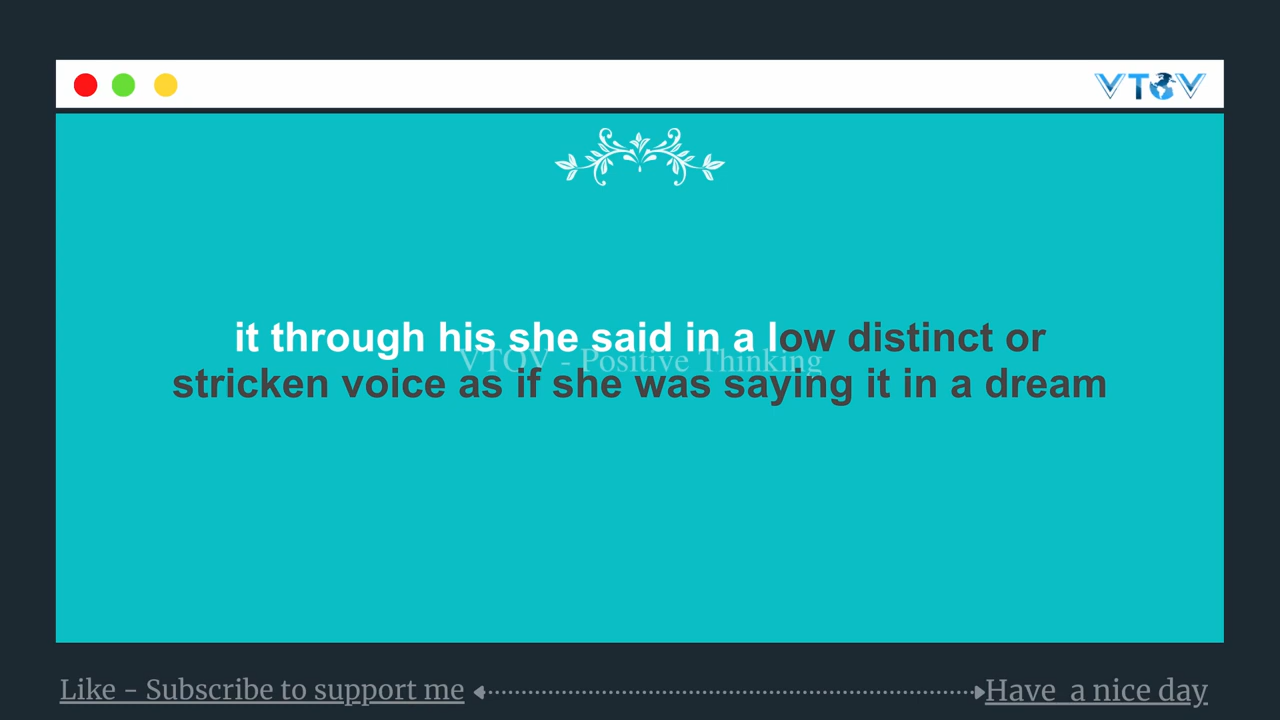 VTOV
it through his she said in a low distinct or
VTOV - Positive Thinking
stricken voice as if she was saying it in a dream
Like - Subscribe to support me
Have a nice day